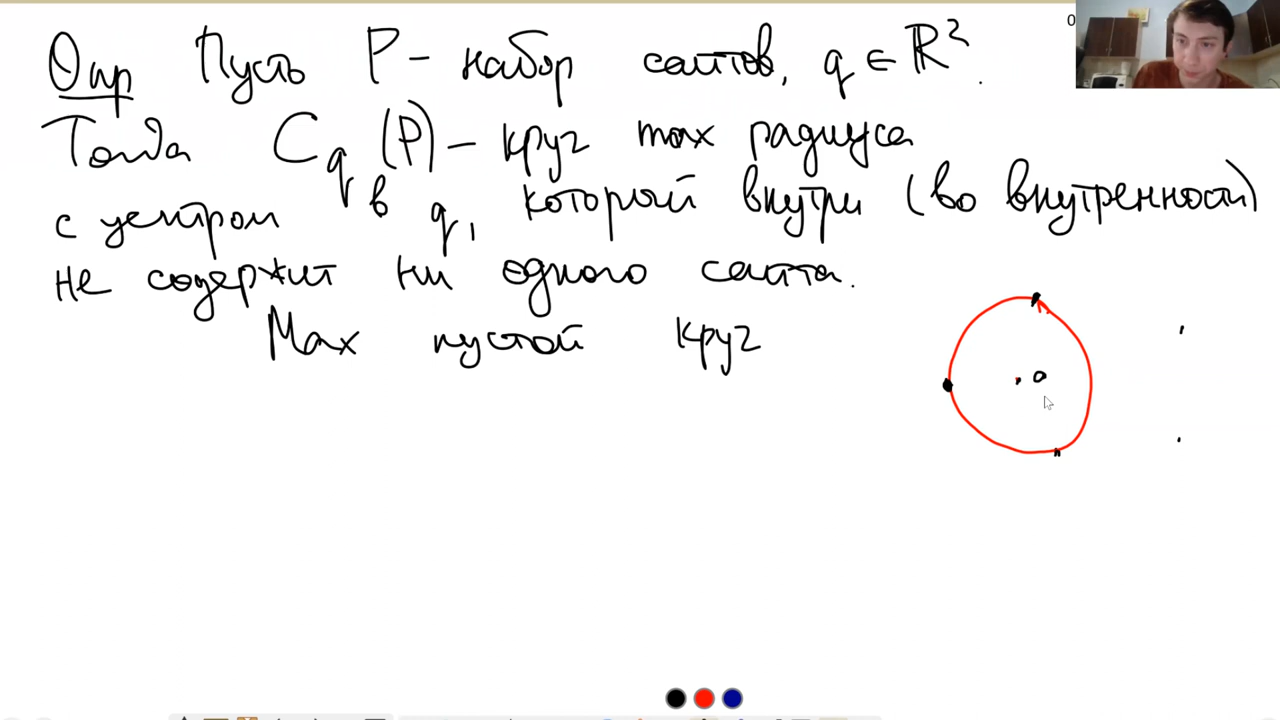 Опр Пусть P – набор сайтов, q ∈ ℝ².
Тогда C_q (P) – круг max радиуса
с центром в q, который внутри (во внутренности)
не содержит ни одного сайта.
Max пустой круг